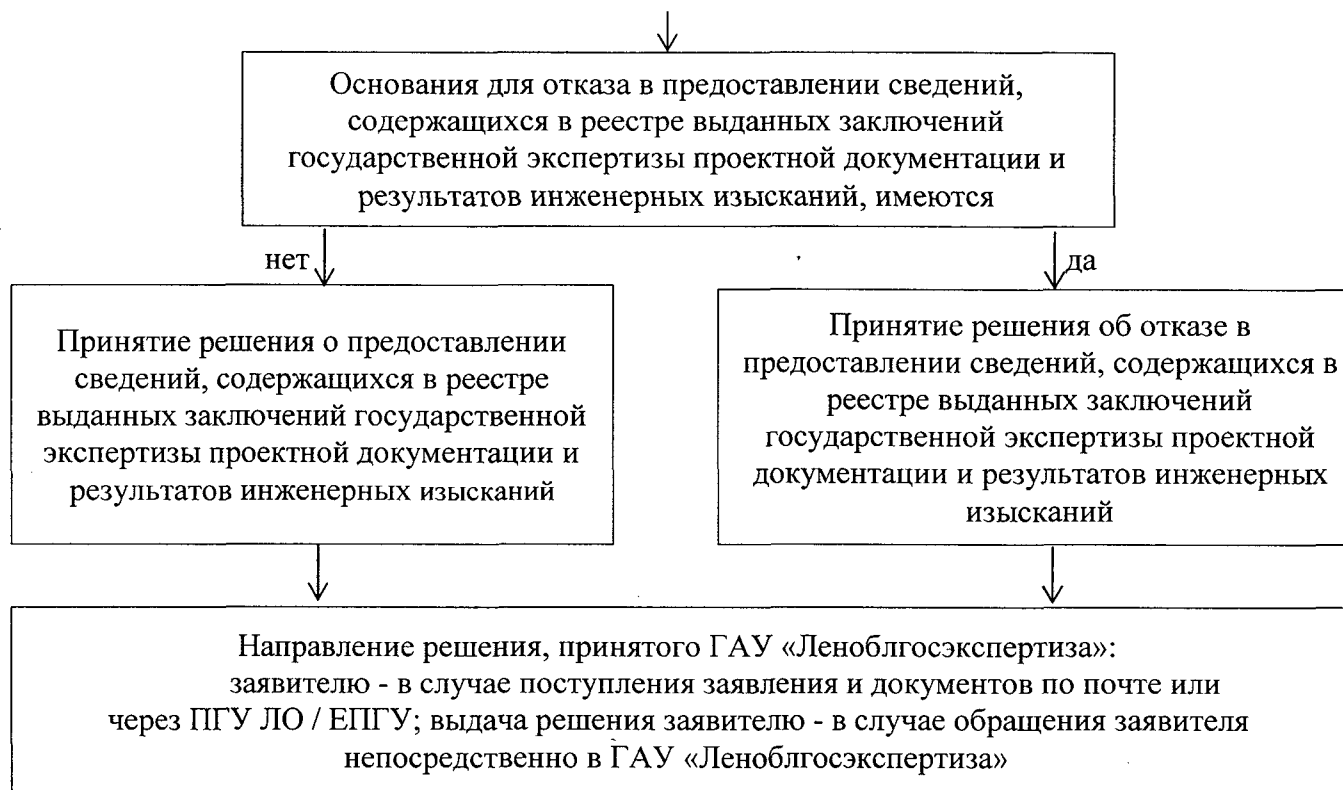 Основания для отказа в предоставлении сведений,
содержащихся в реестре выданных заключений
государственной экспертизы проектной документации и
результатов инженерных изысканий, имеются
нет
да
Принятие решения о предоставлении
сведений, содержащихся в реестре
выданных заключений государственной
экспертизы проектной документации и
результатов инженерных изысканий
Принятие решения об отказе в
предоставлении сведений, содержащихся в
реестре выданных заключений
государственной экспертизы проектной
документации и результатов инженерных
изысканий
Направление решения, принятого ГАУ «Леноблгосэкспертиза»:
заявителю - в случае поступления заявления и документов по почте или
через ПГУ ЛО / ЕПГУ; выдача решения заявителю - в случае обращения заявителя
непосредственно в ГАУ «Леноблгосэкспертиза»